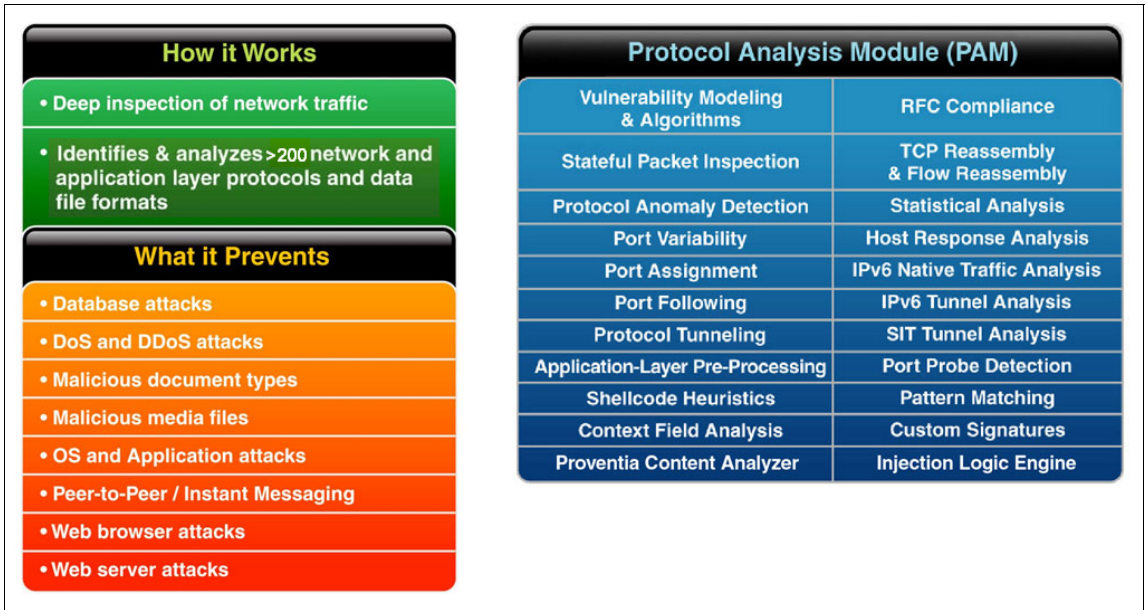 How it Works
• Deep inspection of network traffic
• Identifies & analyzes >200 network and
application layer protocols and data
file formats
What it Prevents
• Database attacks
• DoS and DDoS attacks
• Malicious document types
• Malicious media files
• OS and Application attacks
• Peer-to-Peer / Instant Messaging
• Web browser attacks
• Web server attacks
Protocol Analysis Module (PAM)
Vulnerability Modeling
& Algorithms
RFC Compliance
Stateful Packet Inspection
TCP Reassembly
& Flow Reassembly
Protocol Anomaly Detection
Statistical Analysis
Port Variability
Host Response Analysis
Port Assignment
IPv6 Native Traffic Analysis
Port Following
IPv6 Tunnel Analysis
Protocol Tunneling
SIT Tunnel Analysis
Application-Layer Pre-Processing
Port Probe Detection
Shellcode Heuristics
Pattern Matching
Context Field Analysis
Custom Signatures
Proventia Content Analyzer
Injection Logic Engine